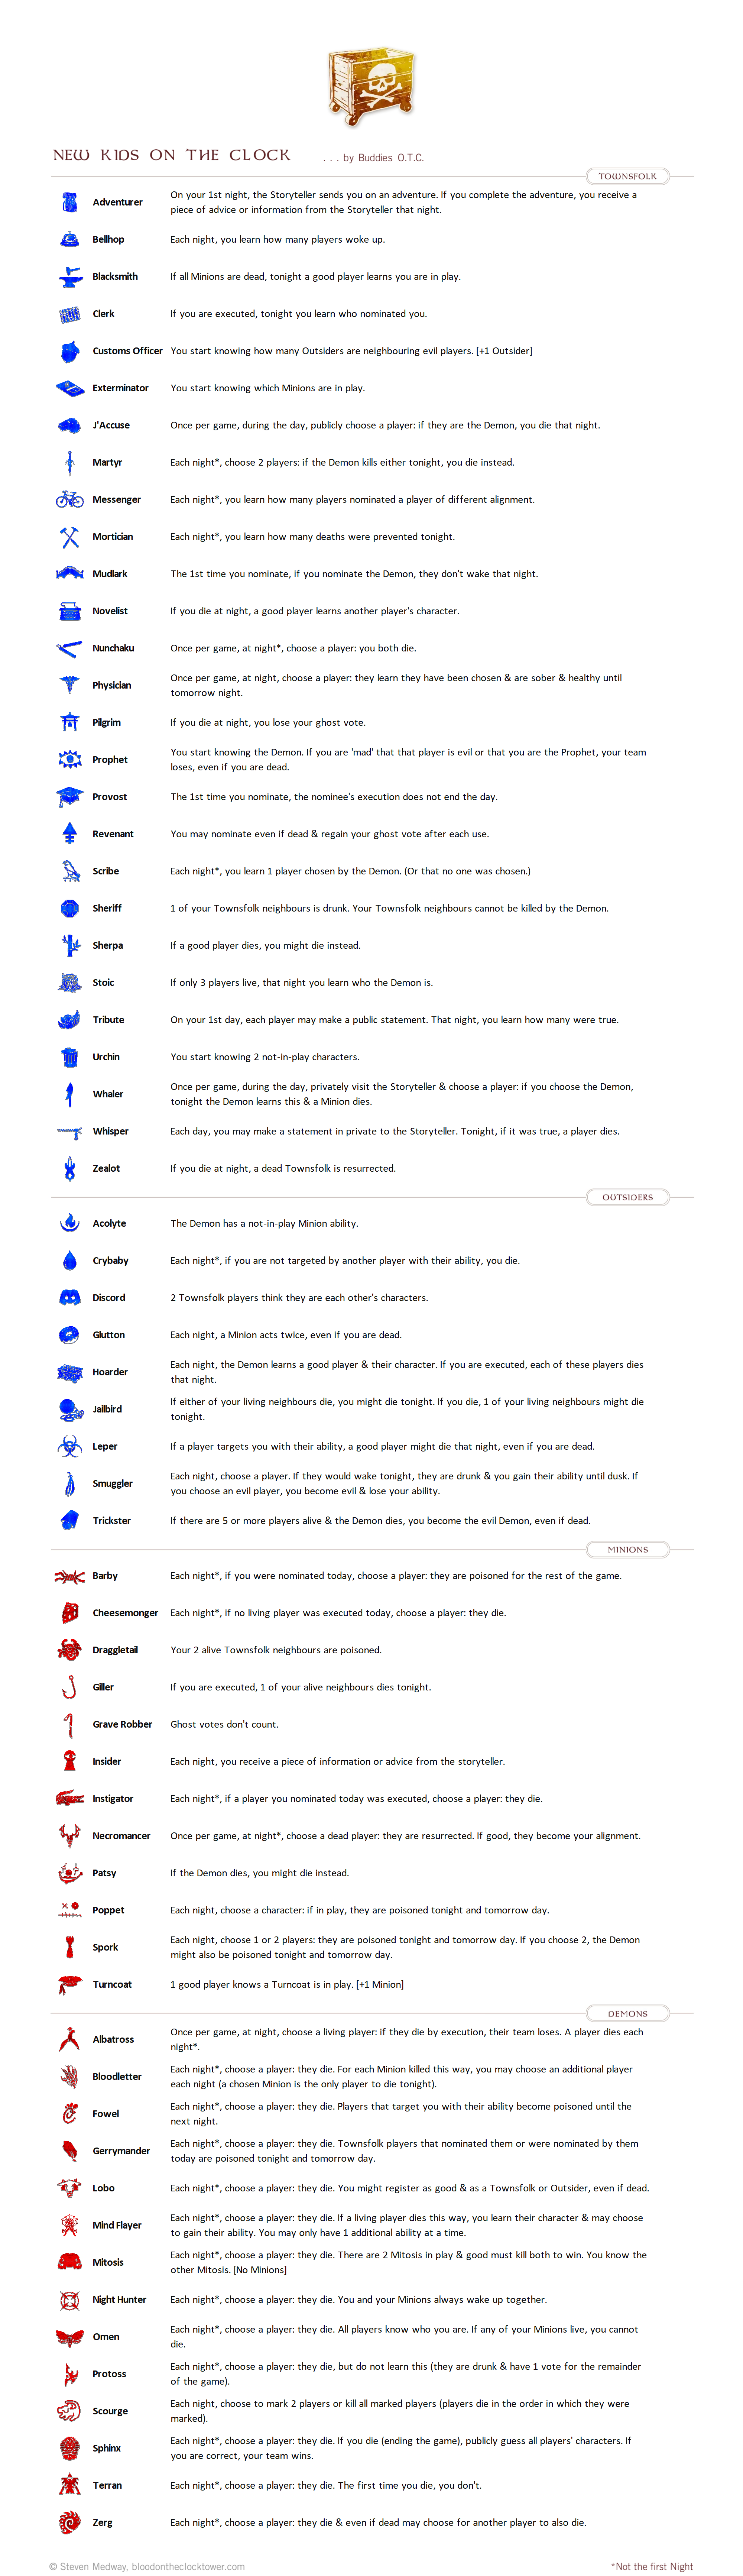 NEW KIDS ON THE CLOCK
. . . by Buddies O.T.C.
TOWNSFOLK
Adventurer
On your 1st night, the Storyteller sends you on an adventure. If you complete the adventure, you receive a
piece of advice or information from the Storyteller that night.
Bellhop
Each night, you learn how many players woke up.
Blacksmith
If all Minions are dead, tonight a good player learns you are in play.
Clerk
If you are executed, tonight you learn who nominated you.
Customs Officer
You start knowing how many Outsiders are neighbouring evil players. [+1 Outsider]
Exterminator
You start knowing which Minions are in play.
J'Accuse
Once per game, during the day, publicly choose a player: if they are the Demon, you die that night.
Martyr
Each night*, choose 2 players: if the Demon kills either tonight, you die instead.
Messenger
Each night*, you learn how many players nominated a player of different alignment.
Mortician
Each night*, you learn how many deaths were prevented tonight.
Mudlark
The 1st time you nominate, if you nominate the Demon, they don't wake that night.
Novelist
If you die at night, a good player learns another player's character.
Nunchaku
Once per game, at night*, choose a player: you both die.
Physician
Once per game, at night, choose a player: they learn they have been chosen & are sober & healthy until
tomorrow night.
Pilgrim
If you die at night, you lose your ghost vote.
Prophet
You start knowing the Demon. If you are 'mad' that that player is evil or that you are the Prophet, your team
loses, even if you are dead.
Provost
The 1st time you nominate, the nominee's execution does not end the day.
Revenant
You may nominate even if dead & regain your ghost vote after each use.
Scribe
Each night*, you learn 1 player chosen by the Demon. (Or that no one was chosen.)
Sheriff
1 of your Townsfolk neighbours is drunk. Your Townsfolk neighbours cannot be killed by the Demon.
Sherpa
If a good player dies, you might die instead.
Stoic
If only 3 players live, that night you learn who the Demon is.
Tribute
On your 1st day, each player may make a public statement. That night, you learn how many were true.
Urchin
You start knowing 2 not-in-play characters.
Whaler
Once per game, during the day, privately visit the Storyteller & choose a player: if you choose the Demon,
tonight the Demon learns this & a Minion dies.
Whisper
Each day, you may make a statement in private to the Storyteller. Tonight, if it was true, a player dies.
Zealot
If you die at night, a dead Townsfolk is resurrected.
OUTSIDERS
Acolyte
The Demon has a not-in-play Minion ability.
Crybaby
Each night*, if you are not targeted by another player with their ability, you die.
Discord
2 Townsfolk players think they are each other's characters.
Glutton
Each night, a Minion acts twice, even if you are dead.
Hoarder
Each night, the Demon learns a good player & their character. If you are executed, each of these players dies
that night.
Jailbird
If either of your living neighbours die, you might die tonight. If you die, 1 of your living neighbours might die
tonight.
Leper
If a player targets you with their ability, a good player might die that night, even if you are dead.
Smuggler
Each night, choose a player. If they would wake tonight, they are drunk & you gain their ability until dusk. If
you choose an evil player, you become evil & lose your ability.
Trickster
If there are 5 or more players alive & the Demon dies, you become the evil Demon, even if dead.
MINIONS
Barby
Each night*, if you were nominated today, choose a player: they are poisoned for the rest of the game.
Cheesemonger
Each night*, if no living player was executed today, choose a player: they die.
Draggletail
Your 2 alive Townsfolk neighbours are poisoned.
Giller
If you are executed, 1 of your alive neighbours dies tonight.
Grave Robber
Ghost votes don't count.
Insider
Each night, you receive a piece of information or advice from the storyteller.
Instigator
Each night*, if a player you nominated today was executed, choose a player: they die.
Necromancer
Once per game, at night*, choose a dead player: they are resurrected. If good, they become your alignment.
Patsy
If the Demon dies, you might die instead.
Poppet
Each night, choose a character: if in play, they are poisoned tonight and tomorrow day.
Spork
Each night, choose 1 or 2 players: they are poisoned tonight and tomorrow day. If you choose 2, the Demon
might also be poisoned tonight and tomorrow day.
Turncoat
1 good player knows a Turncoat is in play. [+1 Minion]
DEMONS
Albatross
Once per game, at night, choose a living player: if they die by execution, their team loses. A player dies each
night*.
Bloodletter
Each night*, choose a player: they die. For each Minion killed this way, you may choose an additional player
each night (a chosen Minion is the only player to die tonight).
Fowel
Each night*, choose a player: they die. Players that target you with their ability become poisoned until the
next night.
Gerrymander
Each night*, choose a player: they die. Townsfolk players that nominated them or were nominated by them
today are poisoned tonight and tomorrow day.
Lobo
Each night*, choose a player: they die. You might register as good & as a Townsfolk or Outsider, even if dead.
Mind Flayer
Each night*, choose a player: they die. If a living player dies this way, you learn their character & may choose
to gain their ability. You may only have 1 additional ability at a time.
Mitosis
Each night*, choose a player: they die. There are 2 Mitosis in play & good must kill both to win. You know the
other Mitosis. [No Minions]
Night Hunter
Each night*, choose a player: they die. You and your Minions always wake up together.
Omen
Each night*, choose a player: they die. All players know who you are. If any of your Minions live, you cannot
die.
Protoss
Each night*, choose a player: they die, but do not learn this (they are drunk & have 1 vote for the remainder
of the game).
Scourge
Each night, choose to mark 2 players or kill all marked players (players die in the order in which they were
marked).
Sphinx
Each night*, choose a player: they die. If you die (ending the game), publicly guess all players' characters. If
you are correct, your team wins.
Terran
Each night*, choose a player: they die. The first time you die, you don't.
Zerg
Each night*, choose a player: they die & even if dead may choose for another player to also die.
© Steven Medway, bloodontheclocktower.com
*Not the first Night